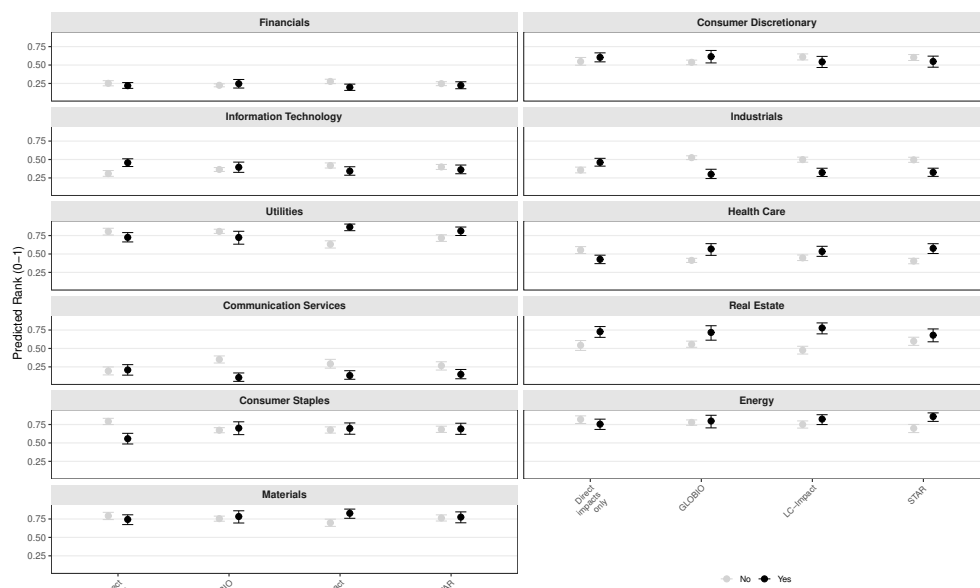 Financials
Consumer Discretionary
0.75
0.50
0.25
Information Technology
Industrials
0.75
0.50
0.25
Utilities
Health Care
0.75
0.50
0.25
Communication Services
Real Estate
0.75
0.50
0.25
Consumer Staples
Energy
0.75
0.50
0.25
Materials
0.75
0.50
0.25
Predicted Rank (0–1)
Direct
impacts
only
GLOBIO
LC–Impact
STAR
No
Yes